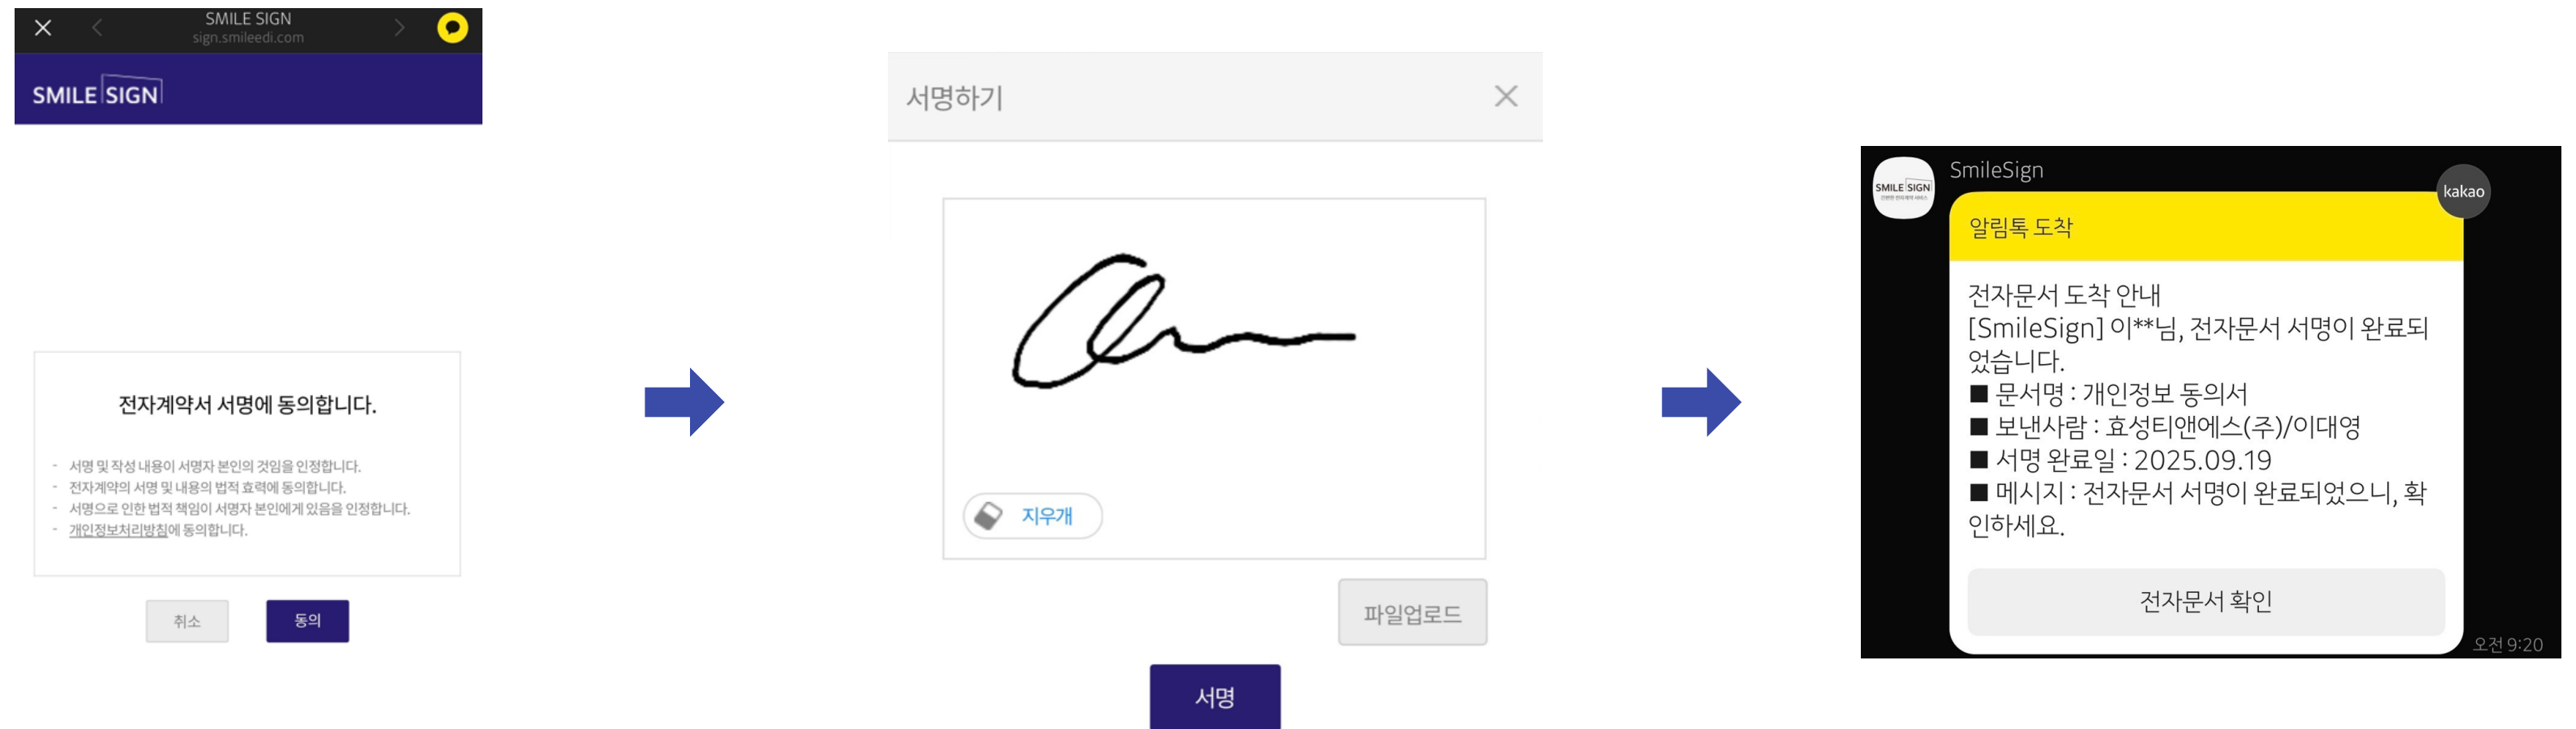 SMILE SIGN
sign.smileedi.com
SMILE SIGN
전자계약서 서명에 동의합니다.
- 서명 및 작성 내용이 서명자 본인의 것임을 인정합니다.
- 전자계약의 서명 및 내용의 법적 효력에 동의합니다.
- 서명으로 인한 법적 책임이 서명자 본인에게 있음을 인정합니다.
- 개인정보처리방침에 동의합니다.
취소
동의
서명하기
지우개
파일업로드
서명
SMILE SIGN
SmileSign
kakao
알림톡 도착
전자문서 도착 안내
[SmileSign] 이**님, 전자문서 서명이 완료되
었습니다.
■ 문서명 : 개인정보 동의서
■ 보낸사람 : 효성티앤에스(주)/이대영
■ 서명 완료일 : 2025.09.19
■ 메시지 : 전자문서 서명이 완료되었으니, 확
인하세요.
전자문서 확인
오전 9:20